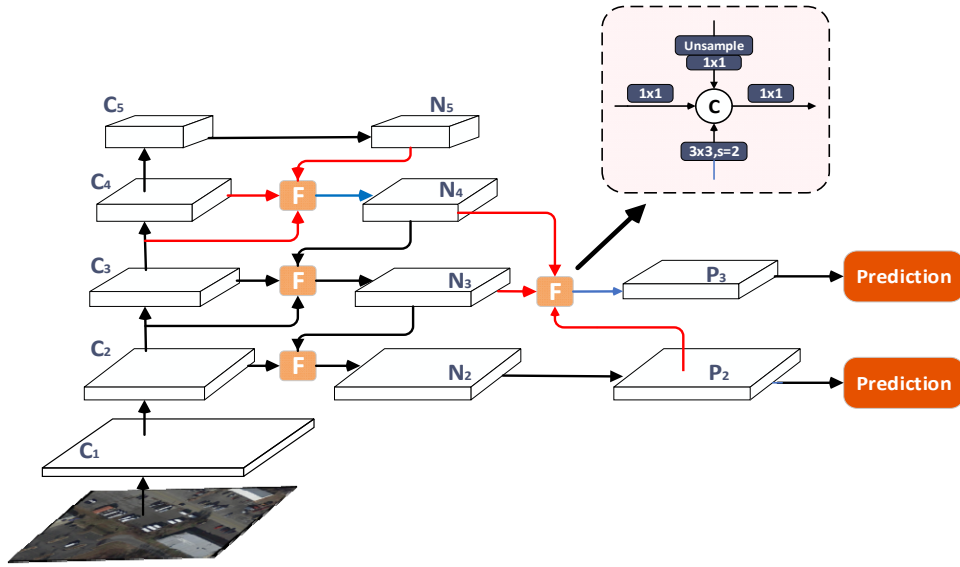 Unsample
1x1
1x1
C
1x1
3x3,s=2
C5
N5
C4
F
N4
C3
F
N3
F
P3
Prediction
C2
F
N2
P2
Prediction
C1